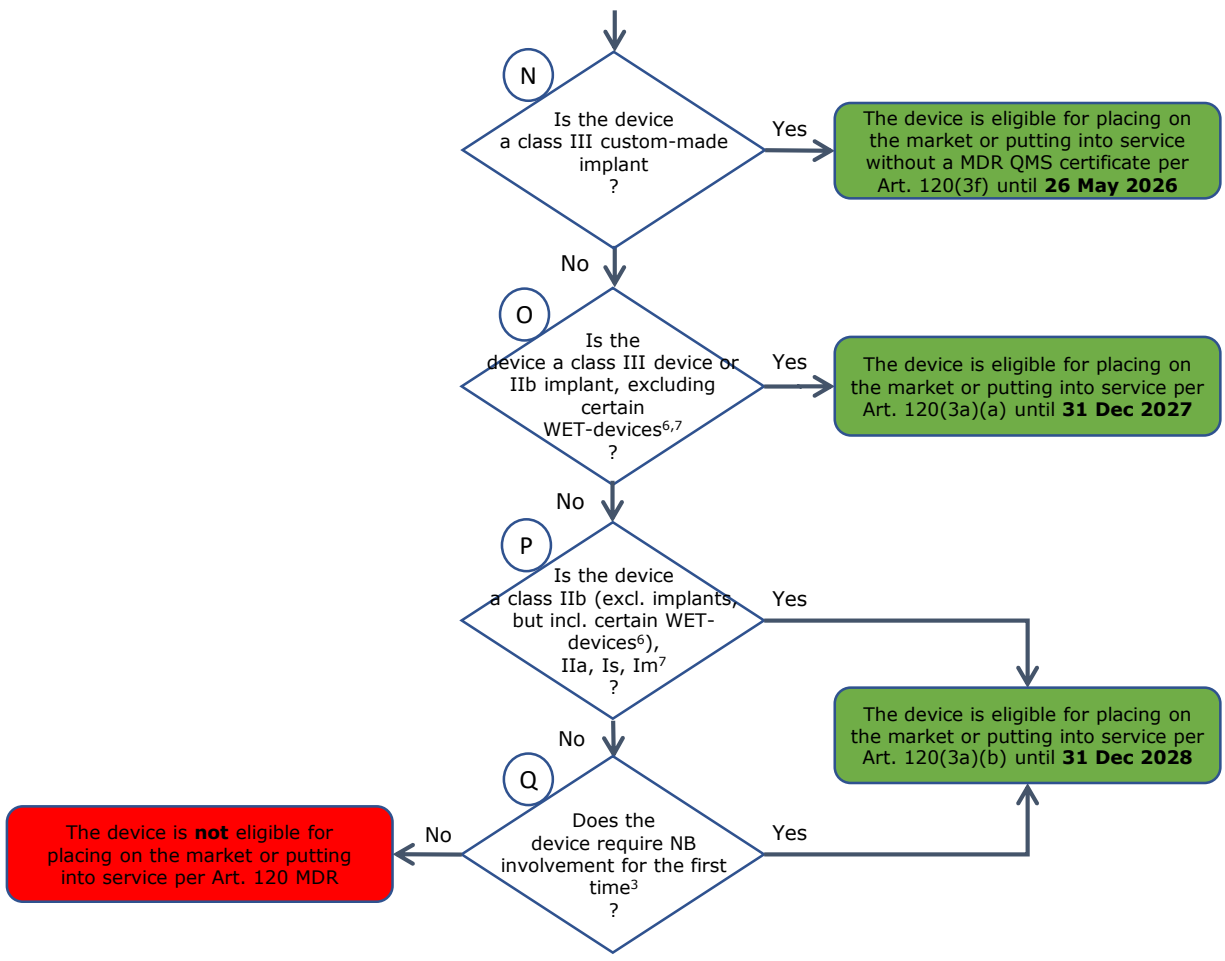 N
Is the device
a class III custom-made
implant
?
Yes
The device is eligible for placing on
the market or putting into service
without a MDR QMS certificate per
Art. 120(3f) until 26 May 2026
No
O
Is the
device a class III device or
IIb implant, excluding
certain
WET-devices⁶,⁷
?
Yes
The device is eligible for placing on
the market or putting into service per
Art. 120(3a)(a) until 31 Dec 2027
No
P
Is the device
a class IIb (excl. implants,
but incl. certain WET-
devices⁶),
IIa, Is, Im⁷
?
Yes
The device is eligible for placing on
the market or putting into service per
Art. 120(3a)(b) until 31 Dec 2028
No
Q
Does the
device require NB
involvement for the first
time³
?
Yes
No
The device is not eligible for
placing on the market or putting
into service per Art. 120 MDR